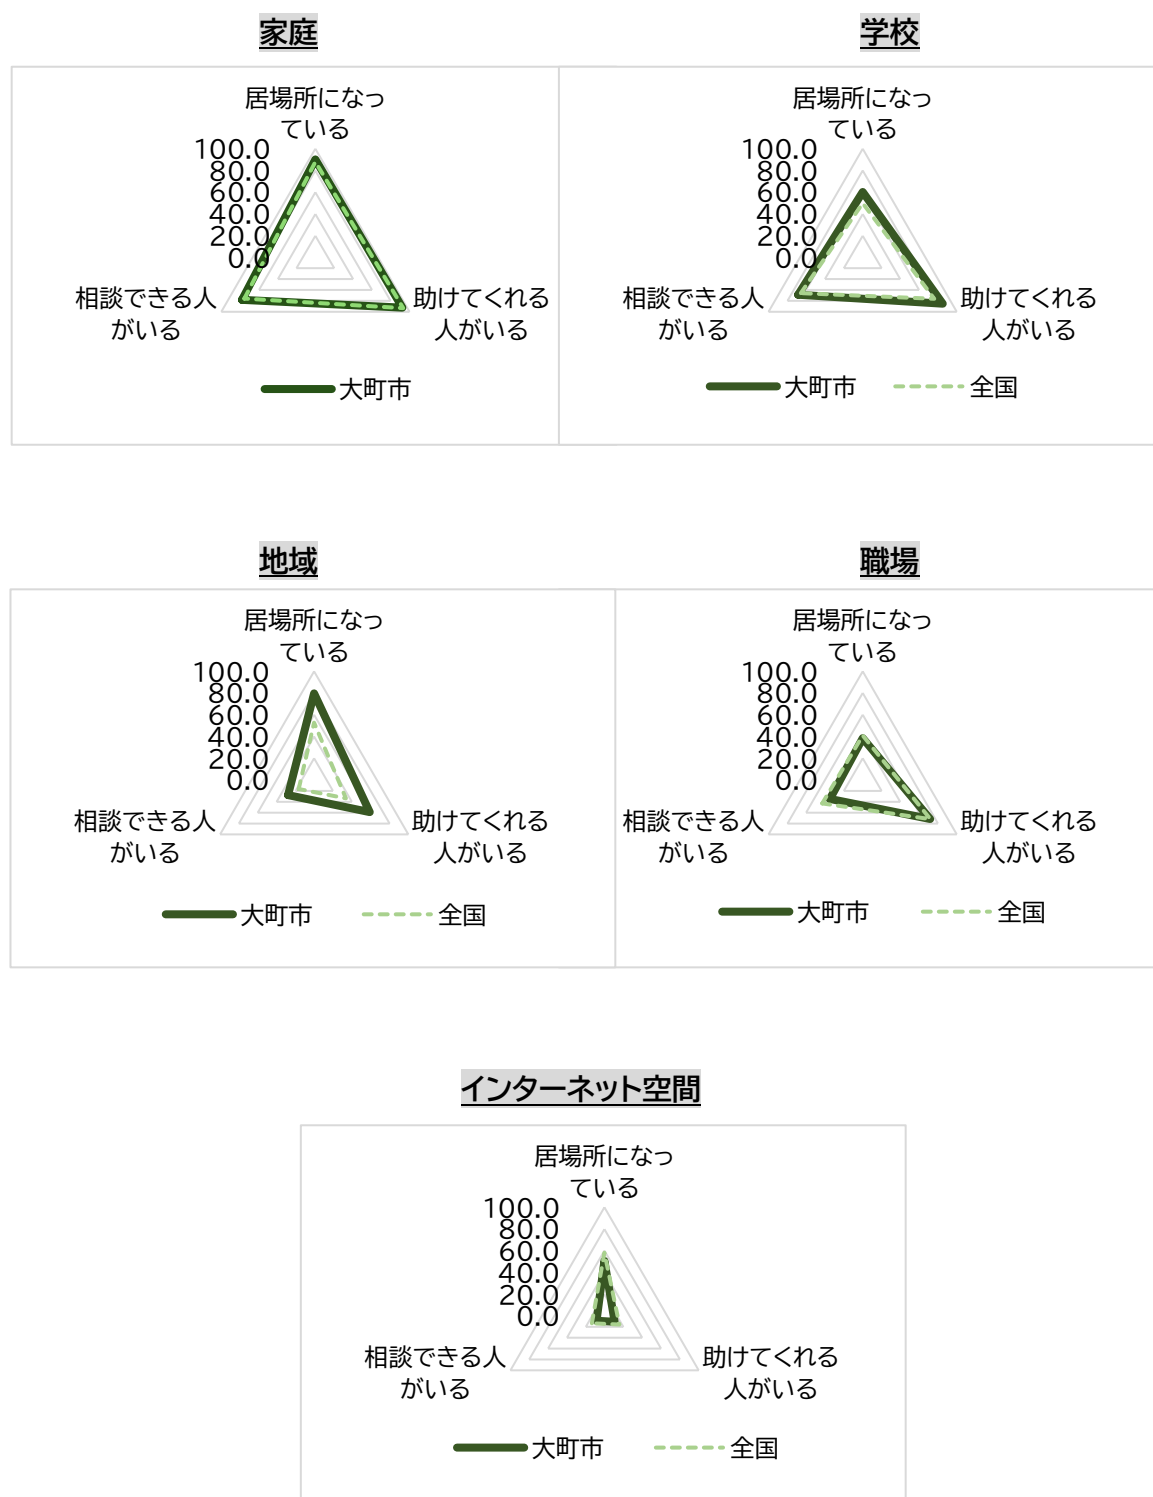 家庭
居場所になっ
ている
100.0
80.0
60.0
40.0
20.0
0.0
相談できる人
がいる
助けてくれる
人がいる
大町市
学校
居場所になっ
ている
100.0
80.0
60.0
40.0
20.0
0.0
相談できる人
がいる
助けてくれる
人がいる
大町市 全国
地域
居場所になっ
ている
100.0
80.0
60.0
40.0
20.0
0.0
相談できる人
がいる
助けてくれる
人がいる
大町市 全国
職場
居場所になっ
ている
100.0
80.0
60.0
40.0
20.0
0.0
相談できる人
がいる
助けてくれる
人がいる
大町市 全国
インターネット空間
居場所になっ
ている
100.0
80.0
60.0
40.0
20.0
0.0
相談できる人
がいる
助けてくれる
人がいる
大町市 全国